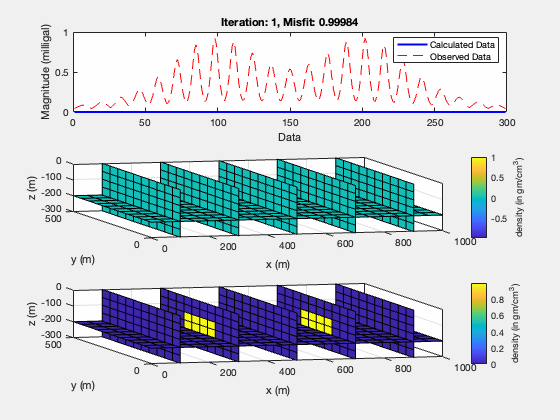 Iteration: 1, Misfit: 0.99984
Magnitude (milligal)
1
0.5
0
Calculated Data
Observed Data
0 50 100 150 200 250 300
Data
z (m)
0
-100
-200
-300
500
0
y (m)
0 200 400 600 800 1000
x (m)
1
0.5
0
-0.5
density (in gm/cm3)
z (m)
0
-100
-200
-300
500
0
y (m)
0 200 400 600 800 1000
x (m)
0.8
0.6
0.4
0.2
0
density (in gm/cm3)